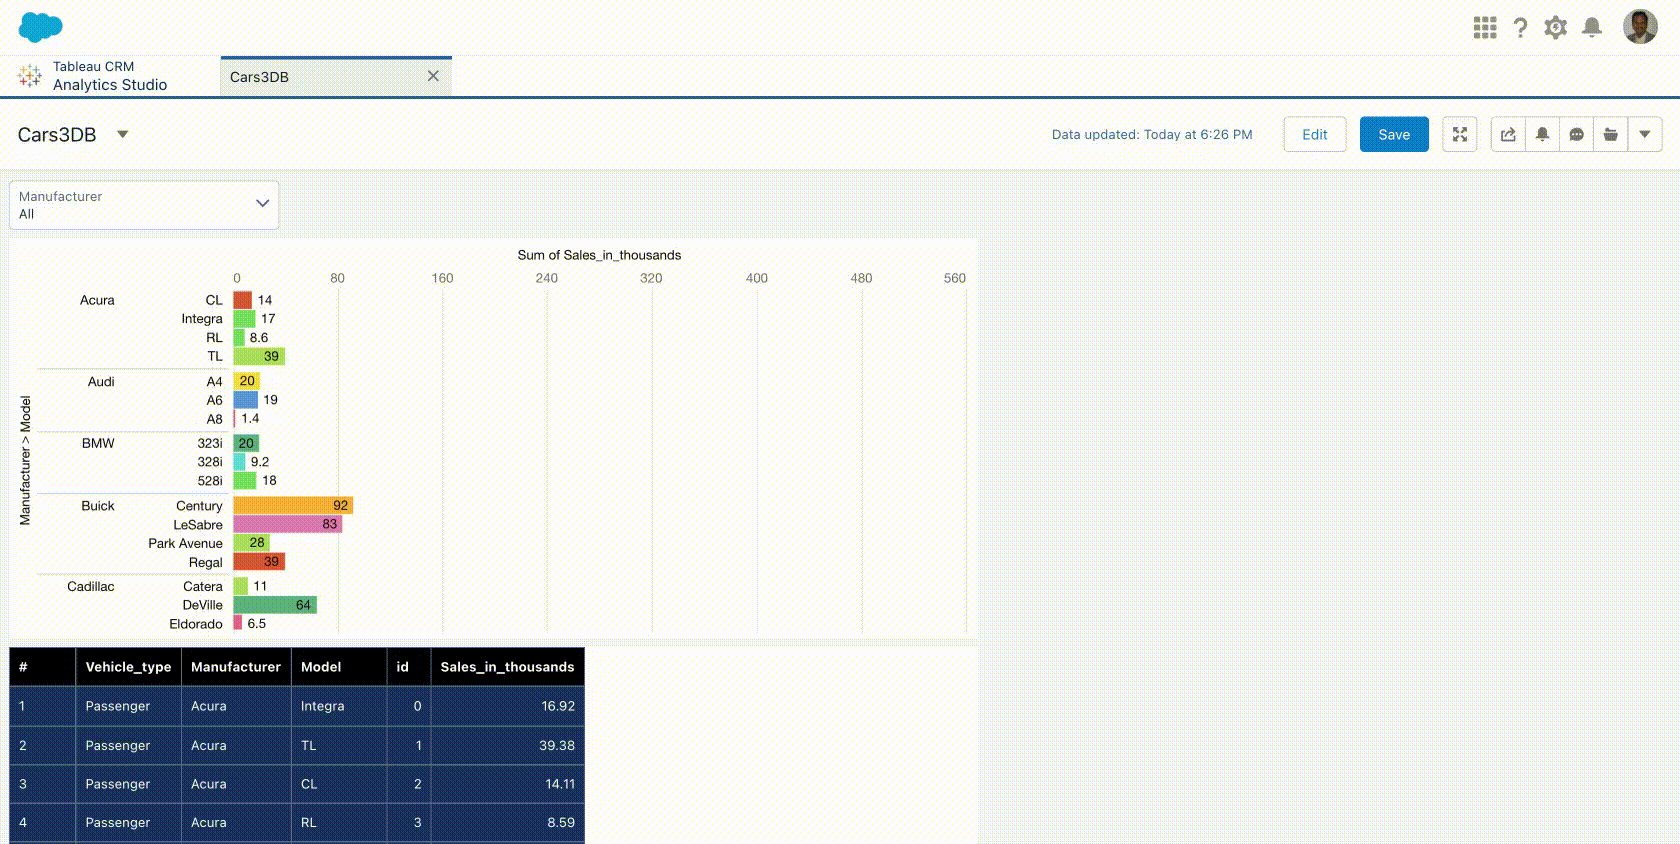 Tableau CRM
Analytics Studio
Cars3DB
Cars3DB
Data updated: Today at 6:26 PM
Edit
Save
Manufacturer
All
Sum of Sales_in_thousands
0 80 160 240 320 400 480 560
Manufacturer > Model
Acura CL 14
Integra 17
RL 8.6
TL 39
Audi A4 20
A6 19
A8 1.4
BMW 323i 20
328i 9.2
528i 18
Buick Century 92
LeSabre 83
Park Avenue 28
Regal 39
Cadillac Catera 11
DeVille 64
Eldorado 6.5
# Vehicle_type Manufacturer Model id Sales_in_thousands
1 Passenger Acura Integra 0 16.92
2 Passenger Acura TL 1 39.38
3 Passenger Acura CL 2 14.11
4 Passenger Acura RL 3 8.59